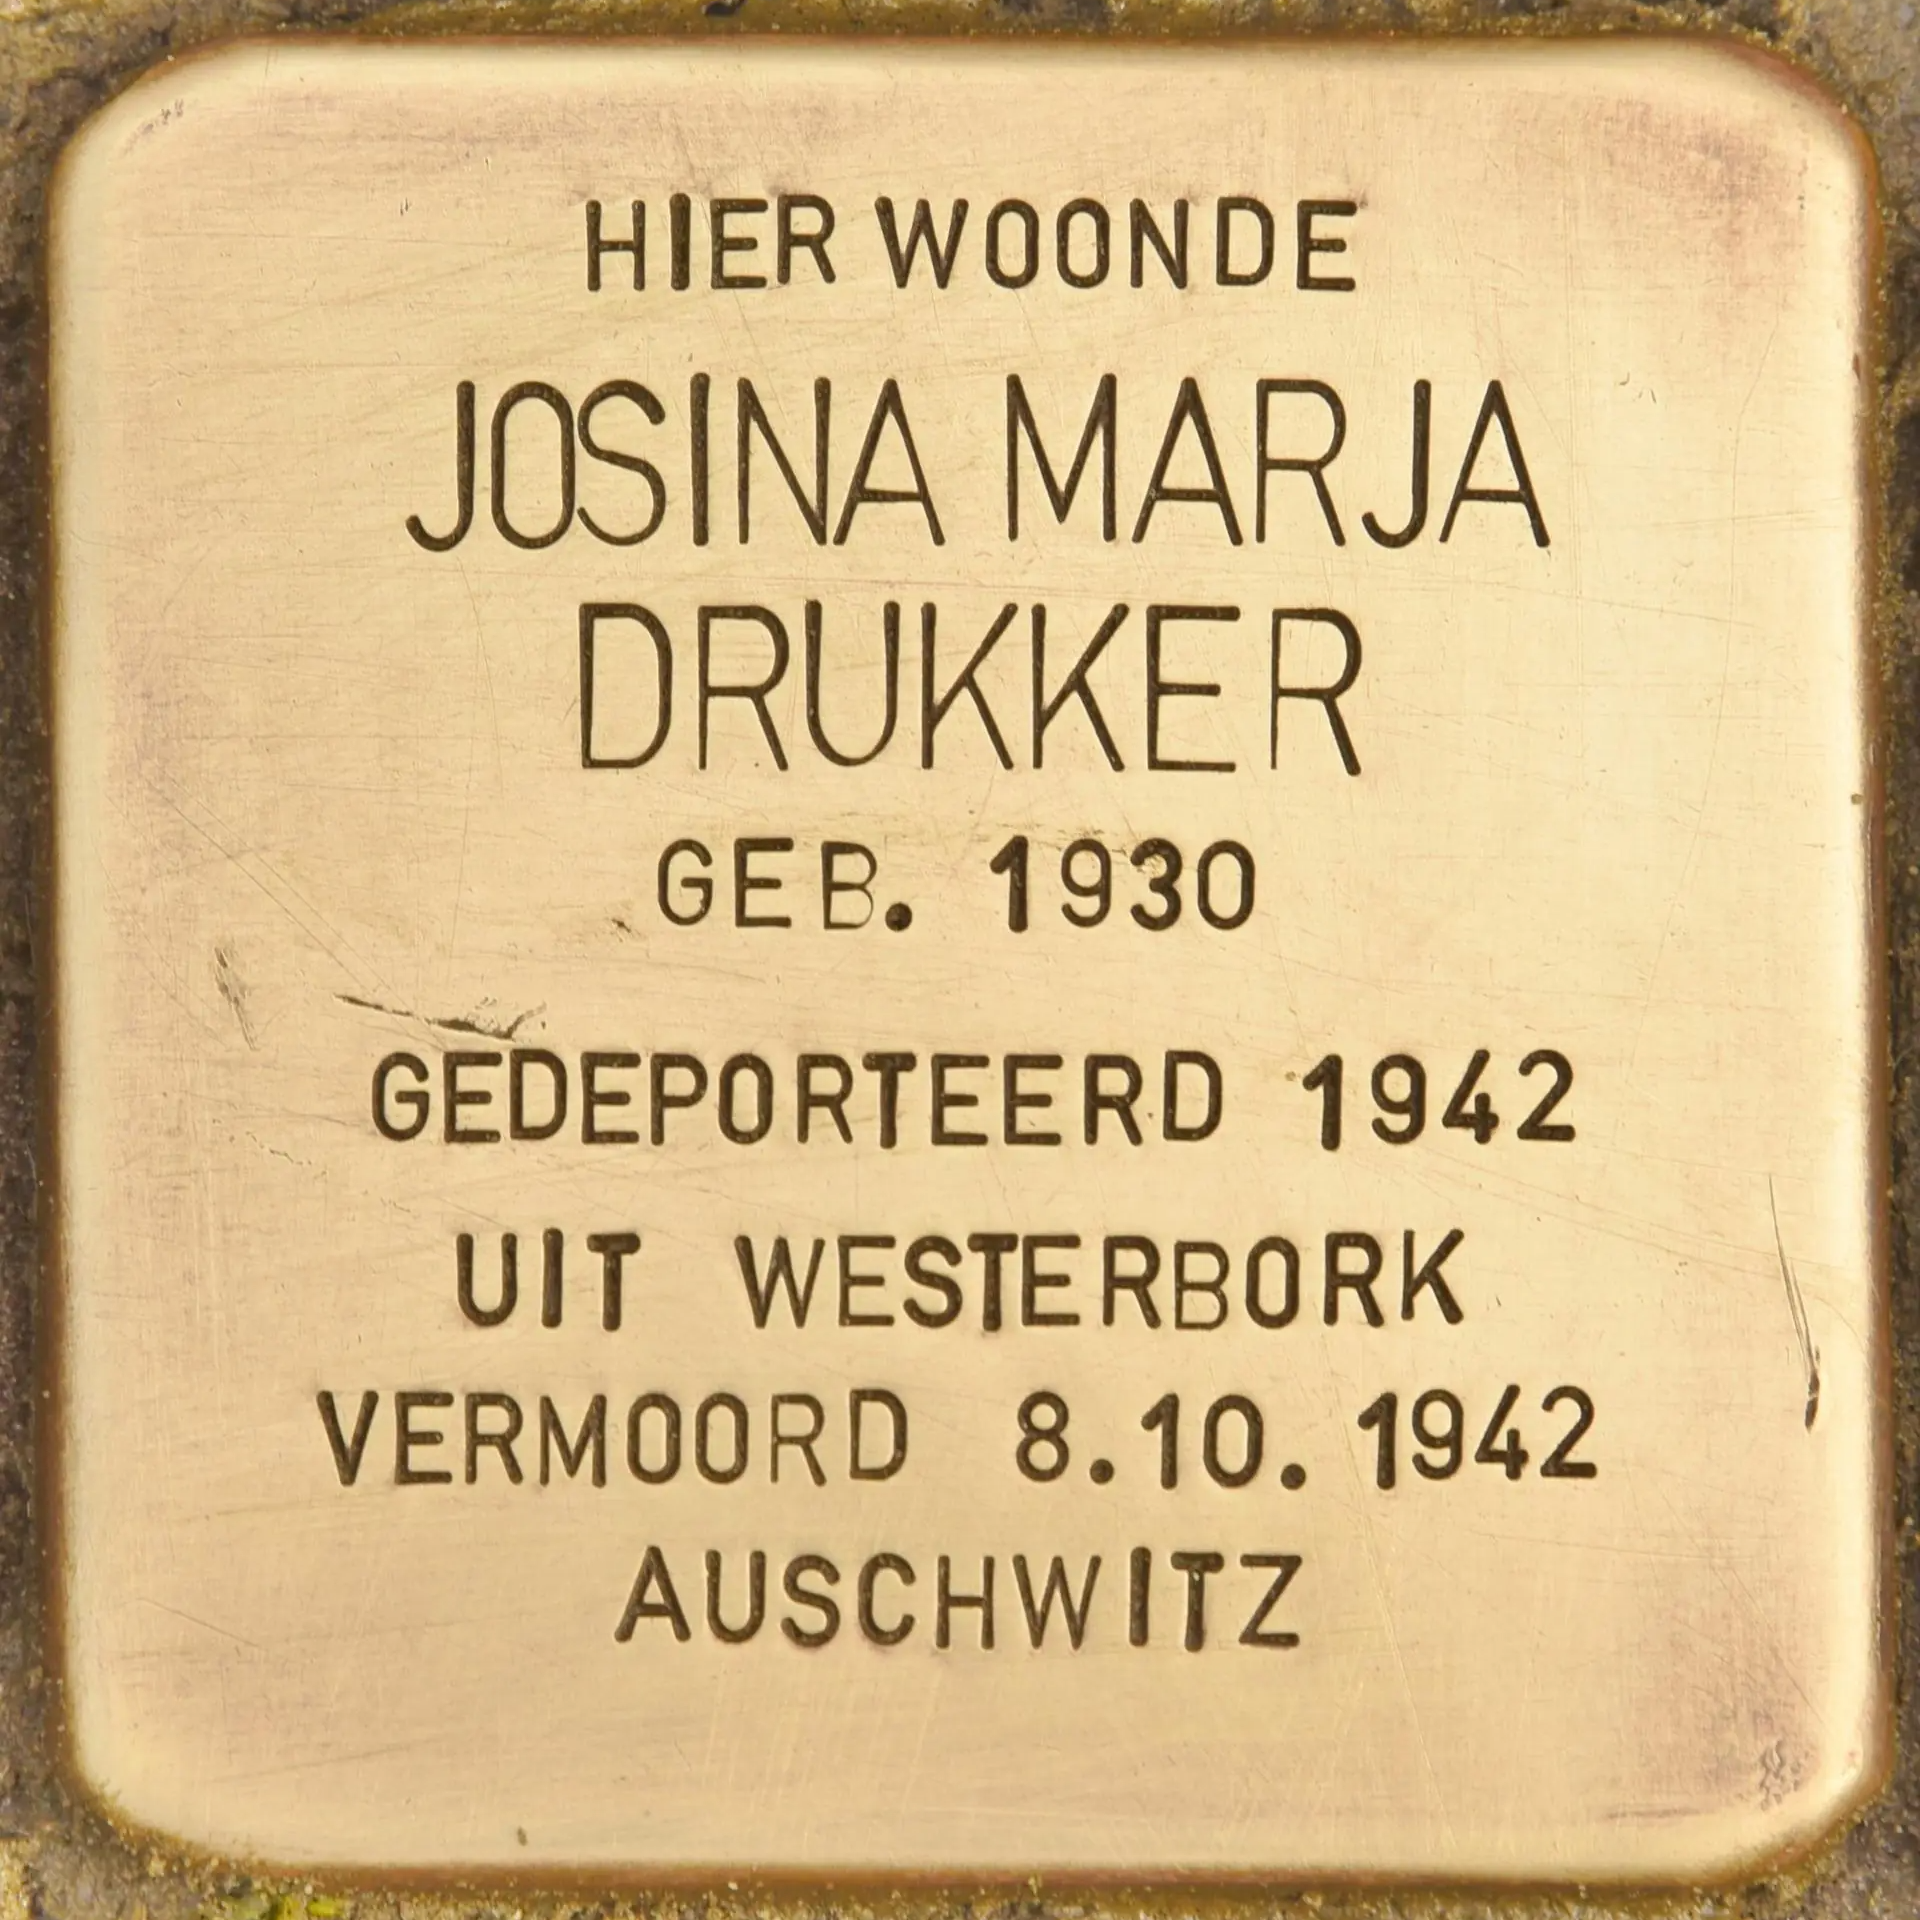 HIER WOONDE
JOSINA MARJA
DRUKKER
GEB. 1930
GEDEPORTEERD 1942
UIT WESTERBORK
VERMOORD 8.10.1942
AUSCHWITZ